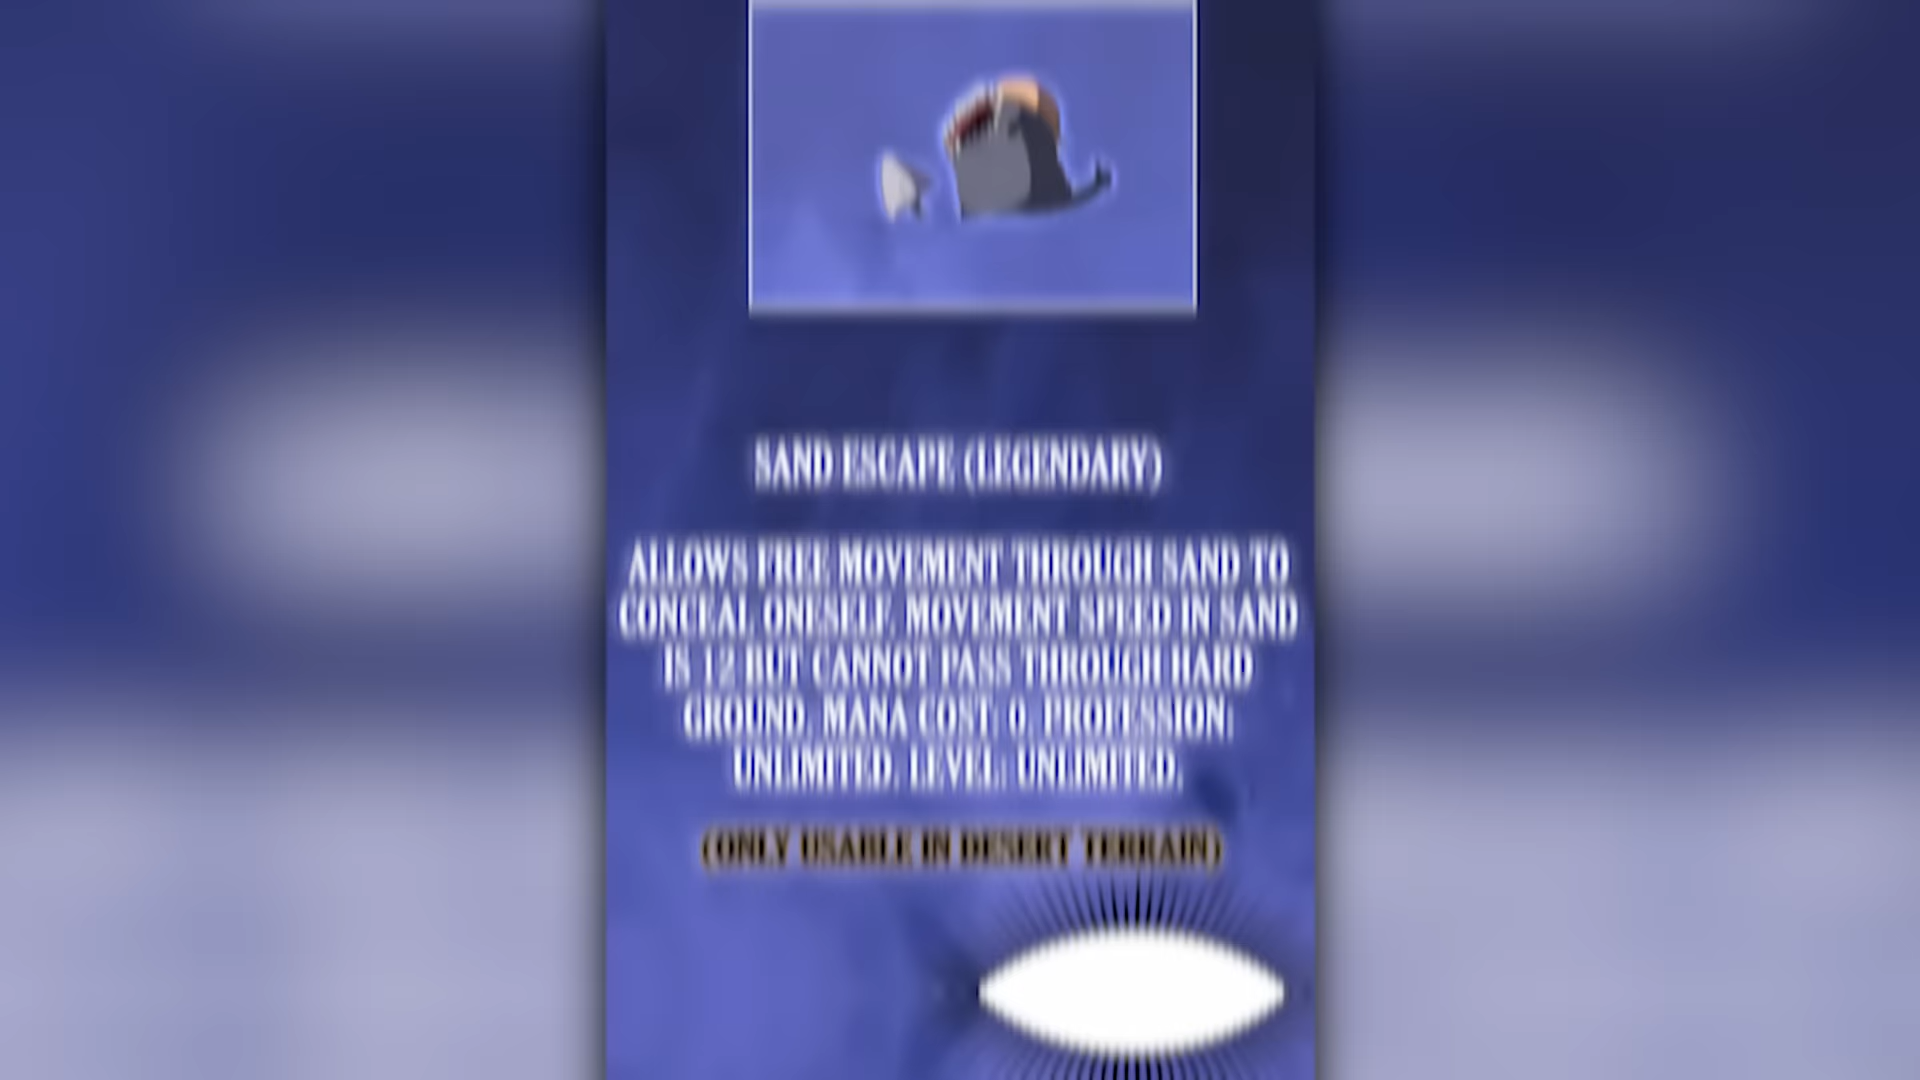 SAND ESCAPE (LEGENDARY)
ALLOWS FREE MOVEMENT THROUGH SAND TO
CONCEAL ONESELF. MOVEMENT SPEED IN SAND
IS 12 BUT CANNOT PASS THROUGH HARD
GROUND. MANA COST: 0. PROFESSION:
UNLIMITED. LEVEL: UNLIMITED.
(ONLY USABLE IN DESERT TERRAIN)